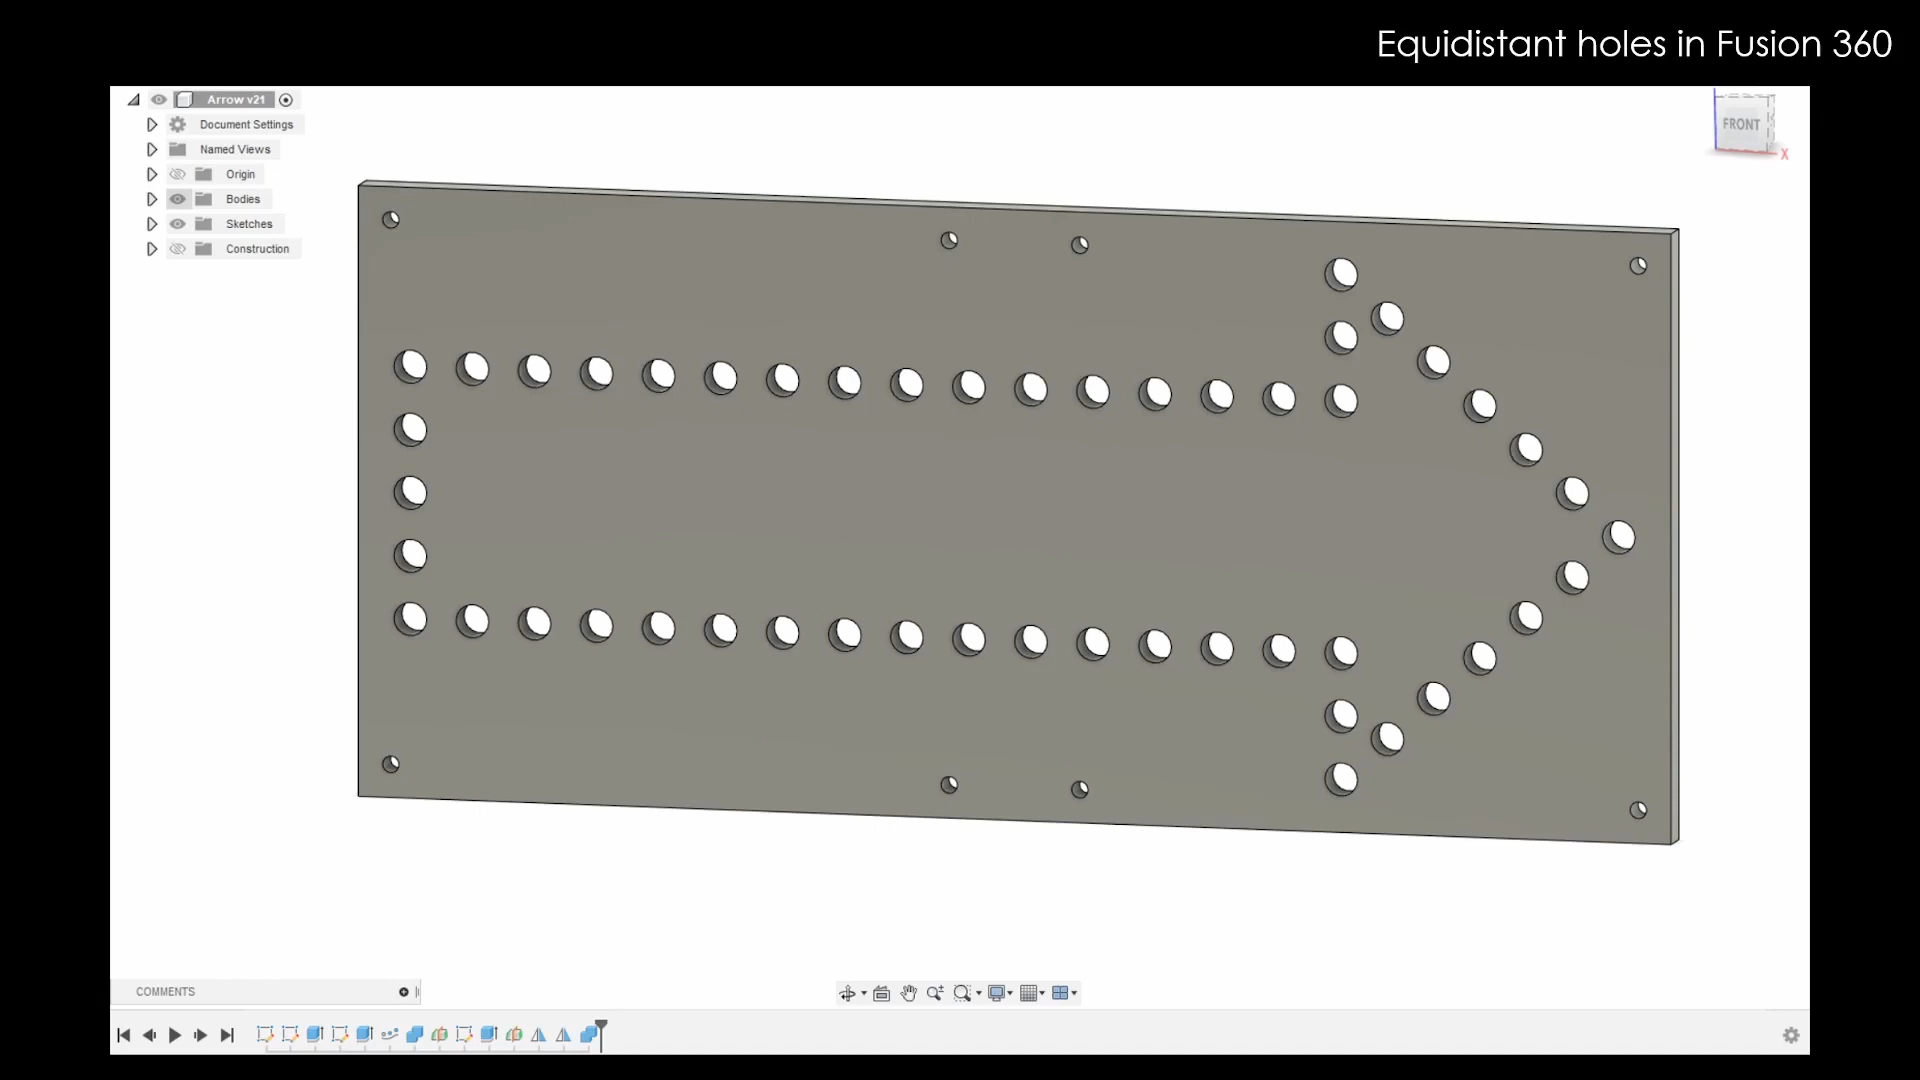 Equidistant holes in Fusion 360
Arrow v21
Document Settings
Named Views
Origin
Bodies
Sketches
Construction
FRONT
X
COMMENTS